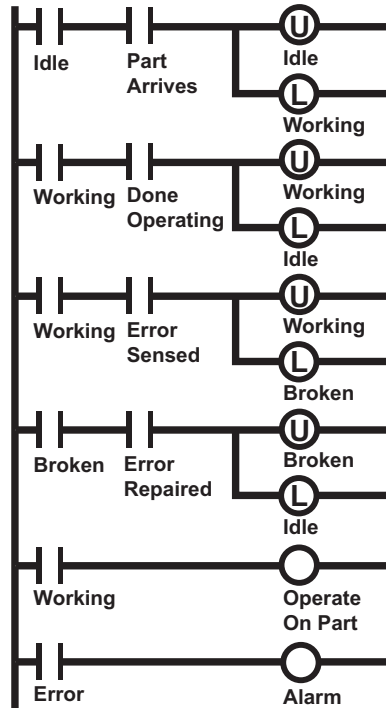 U
Idle
Part
Arrives
Idle
L
Working
U
Working
Done
Operating
Working
L
Idle
U
Working
Error
Sensed
Working
L
Broken
U
Broken
Error
Repaired
Broken
L
Idle
Working
Operate
On Part
Error
Alarm